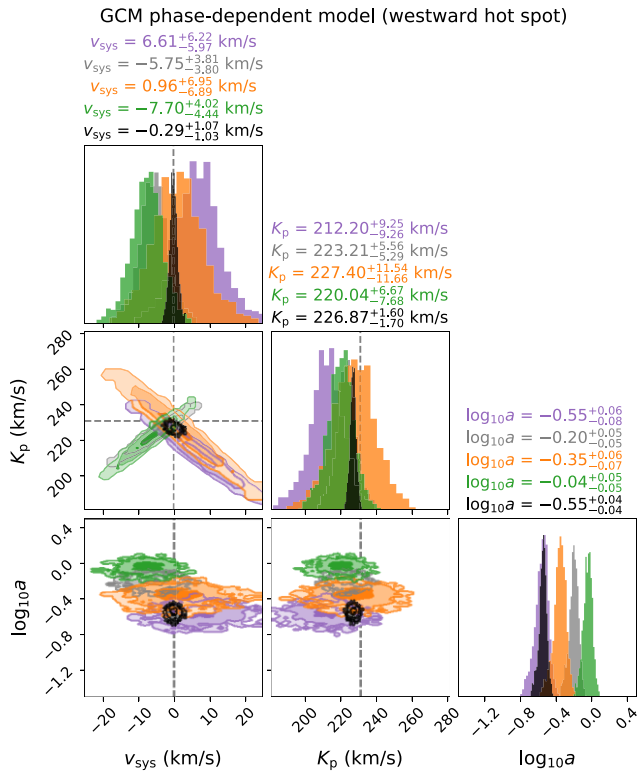 GCM phase-dependent model (westward hot spot)
v_sys = 6.61^{+6.22}_{−5.97} km/s
v_sys = −5.75^{+3.81}_{−3.80} km/s
v_sys = 0.96^{+6.95}_{−6.89} km/s
v_sys = −7.70^{+4.02}_{−4.44} km/s
v_sys = −0.29^{+1.07}_{−1.03} km/s
K_p = 212.20^{+9.25}_{−9.26} km/s
K_p = 223.21^{+5.56}_{−5.29} km/s
K_p = 227.40^{+11.54}_{−11.66} km/s
K_p = 220.04^{+6.67}_{−7.68} km/s
K_p = 226.87^{+1.60}_{−1.70} km/s
280
260
240
220
200
K_p (km/s)
log₁₀a = −0.55^{+0.06}_{−0.08}
log₁₀a = −0.20^{+0.05}_{−0.05}
log₁₀a = −0.35^{+0.06}_{−0.07}
log₁₀a = −0.04^{+0.05}_{−0.05}
log₁₀a = −0.55^{+0.04}_{−0.04}
0.4
0.0
−0.4
−0.8
−1.2
log₁₀a
−20 −10 0 10 20
200 220 240 260 280
−1.2 −0.8 −0.4 0.0 0.4
v_sys (km/s)
K_p (km/s)
log₁₀a